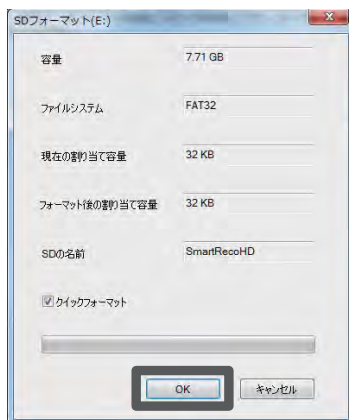 SDフォーマット(E:)
容量 7.71 GB
ファイルシステム FAT32
現在の割り当て容量 32 KB
フォーマット後の割り当て容量 32 KB
SDの名前 SmartRecoHD
クイックフォーマット
OK キャンセル